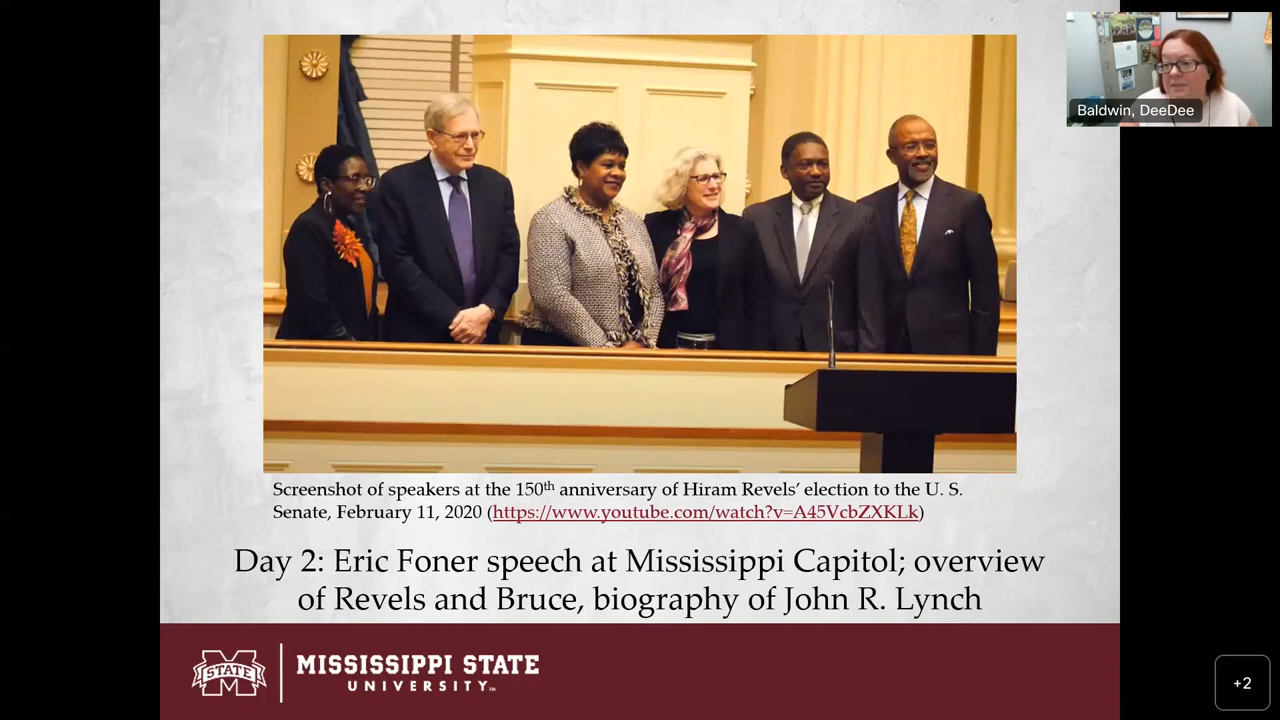 Baldwin, DeeDee
Screenshot of speakers at the 150th anniversary of Hiram Revels’ election to the U. S.
Senate, February 11, 2020 (https://www.youtube.com/watch?v=A45VcbZXKLk)
Day 2: Eric Foner speech at Mississippi Capitol; overview
of Revels and Bruce, biography of John R. Lynch
STATE
MISSISSIPPI STATE
UNIVERSITY™
+2